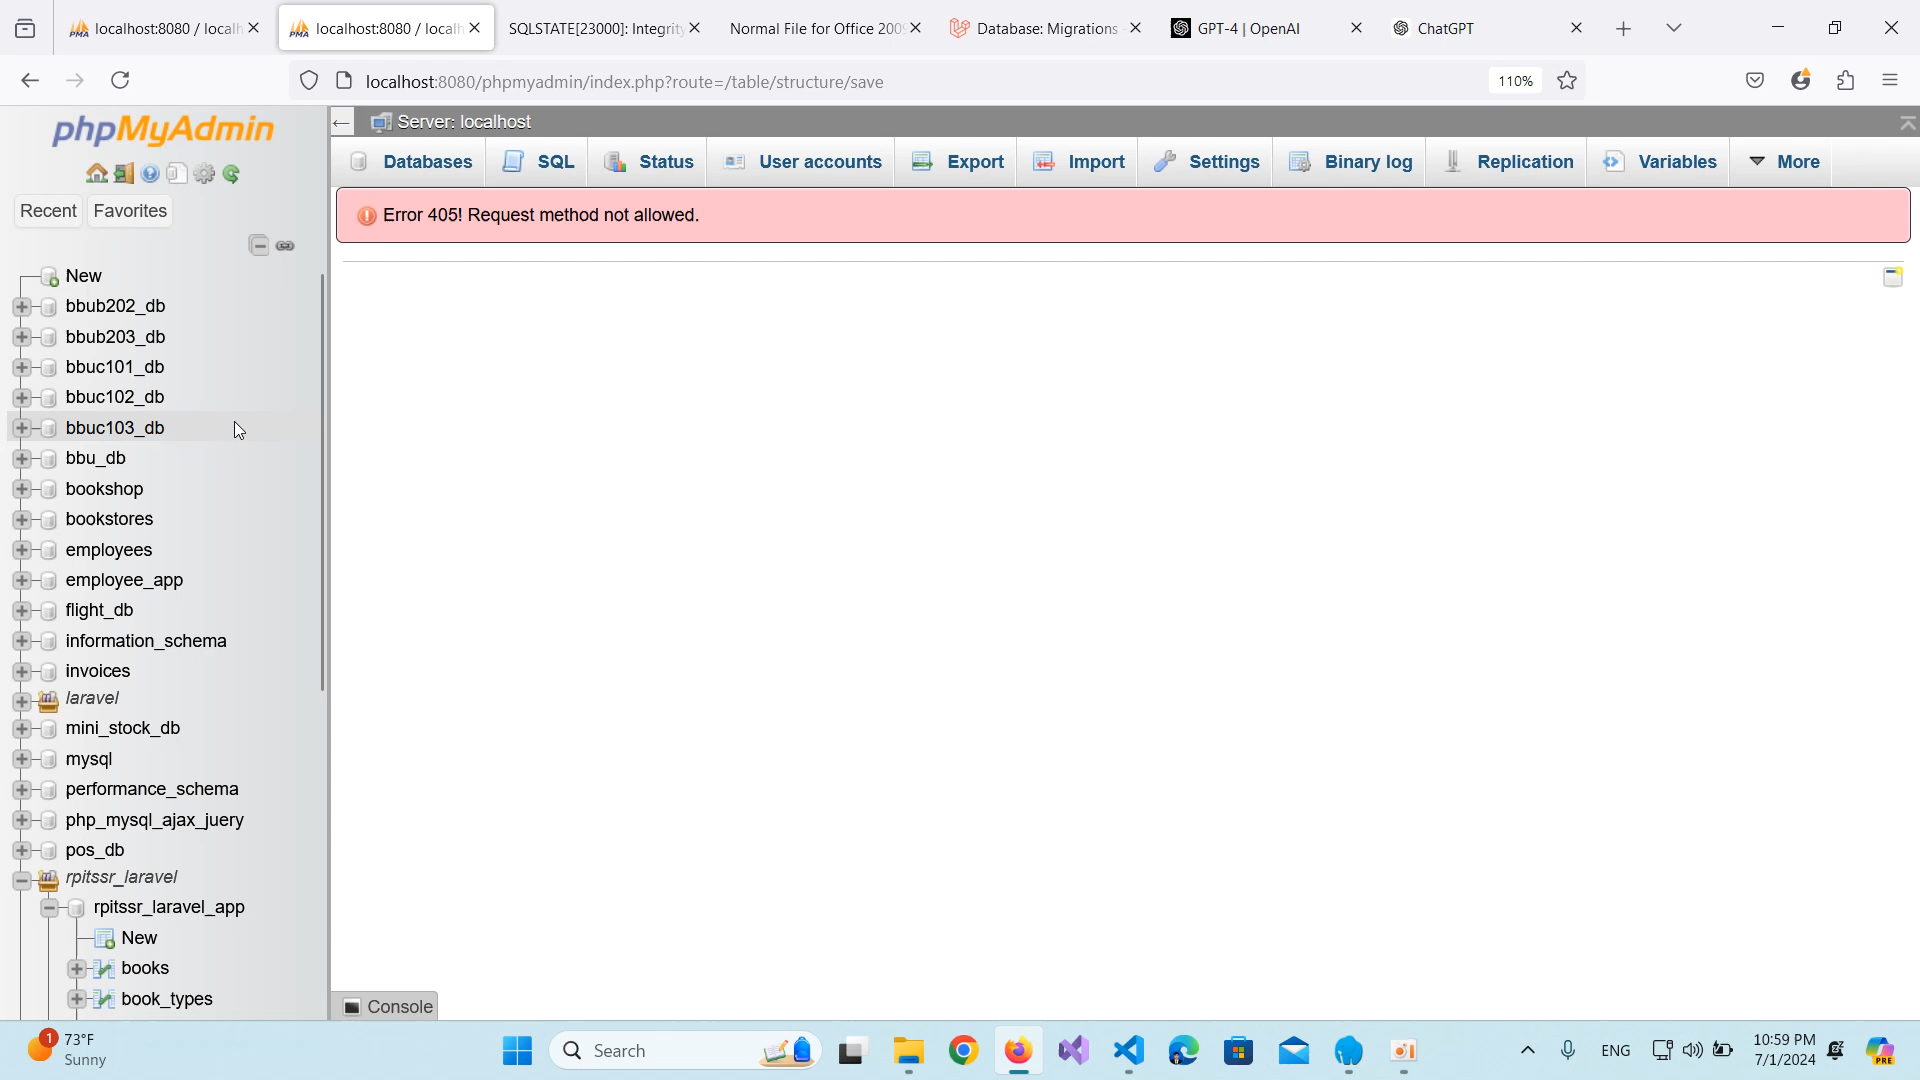 localhost:8080 / localh
localhost:8080 / localh
SQLSTATE[23000]: Integrity
Normal File for Office 2009
Database: Migrations
GPT-4 | OpenAI
ChatGPT
localhost:8080/phpmyadmin/index.php?route=/table/structure/save
110%
phpMyAdmin
Server: localhost
Databases
SQL
Status
User accounts
Export
Import
Settings
Binary log
Replication
Variables
More
Error 405! Request method not allowed.
Recent
Favorites
New
bbub202_db
bbub203_db
bbuc101_db
bbuc102_db
bbuc103_db
bbu_db
bookshop
bookstores
employees
employee_app
flight_db
information_schema
invoices
laravel
mini_stock_db
mysql
performance_schema
php_mysql_ajax_juery
pos_db
rpitssr_laravel
rpitssr_laravel_app
New
books
book_types
Console
1
73°F
Sunny
Search
ENG
10:59 PM
7/1/2024
PRE